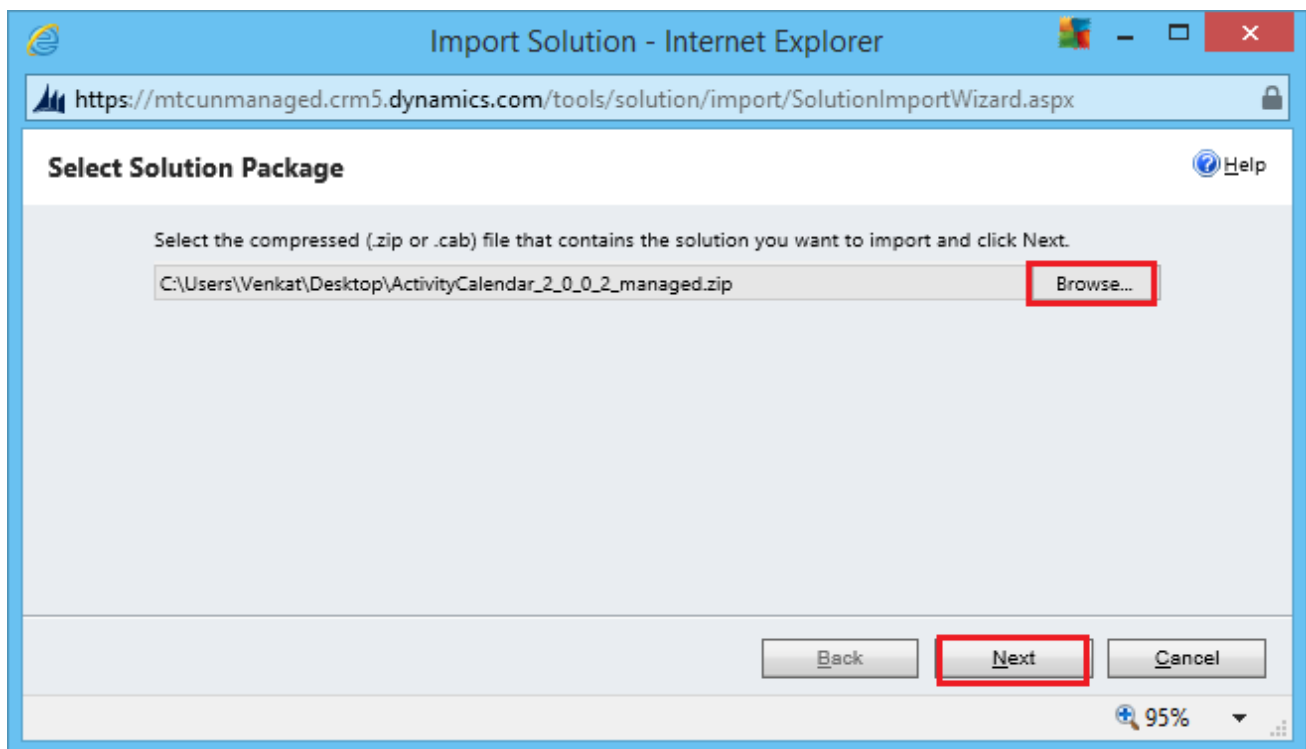 Import Solution - Internet Explorer
https://mtcunmanaged.crm5.dynamics.com/tools/solution/import/SolutionImportWizard.aspx
Select Solution Package
Help
Select the compressed (.zip or .cab) file that contains the solution you want to import and click Next.
C:\Users\Venkat\Desktop\ActivityCalendar_2_0_0_2_managed.zip Browse...
Back Next Cancel
95%